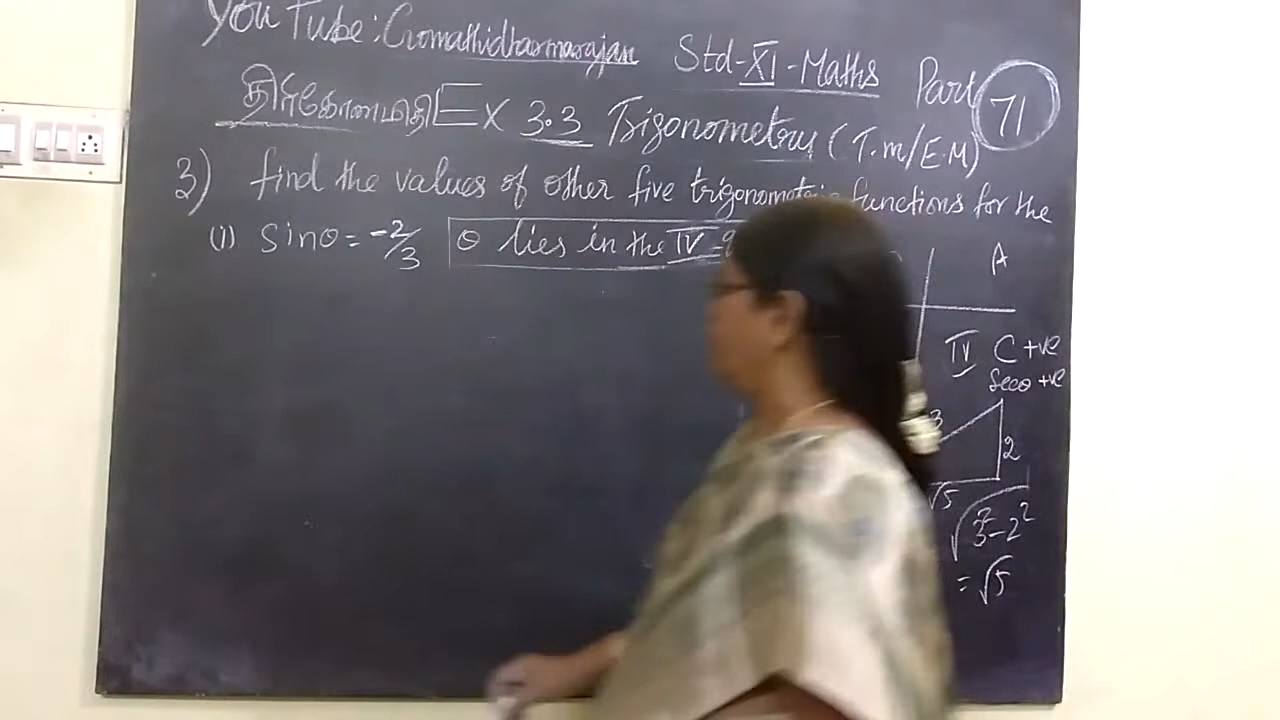 YouTube: Gomathidharmarajan Std-XI-Maths Part 71
திரிகோணமிதி Ex 3.3 Trigonometry (T.M/E.M)
3) find the values of other five trigonometric functions for the
(i) Sinθ = -2/3 θ lies in the IV
A
IV C +ve
Secθ +ve
3
2
√5
√3²-2²
= √5